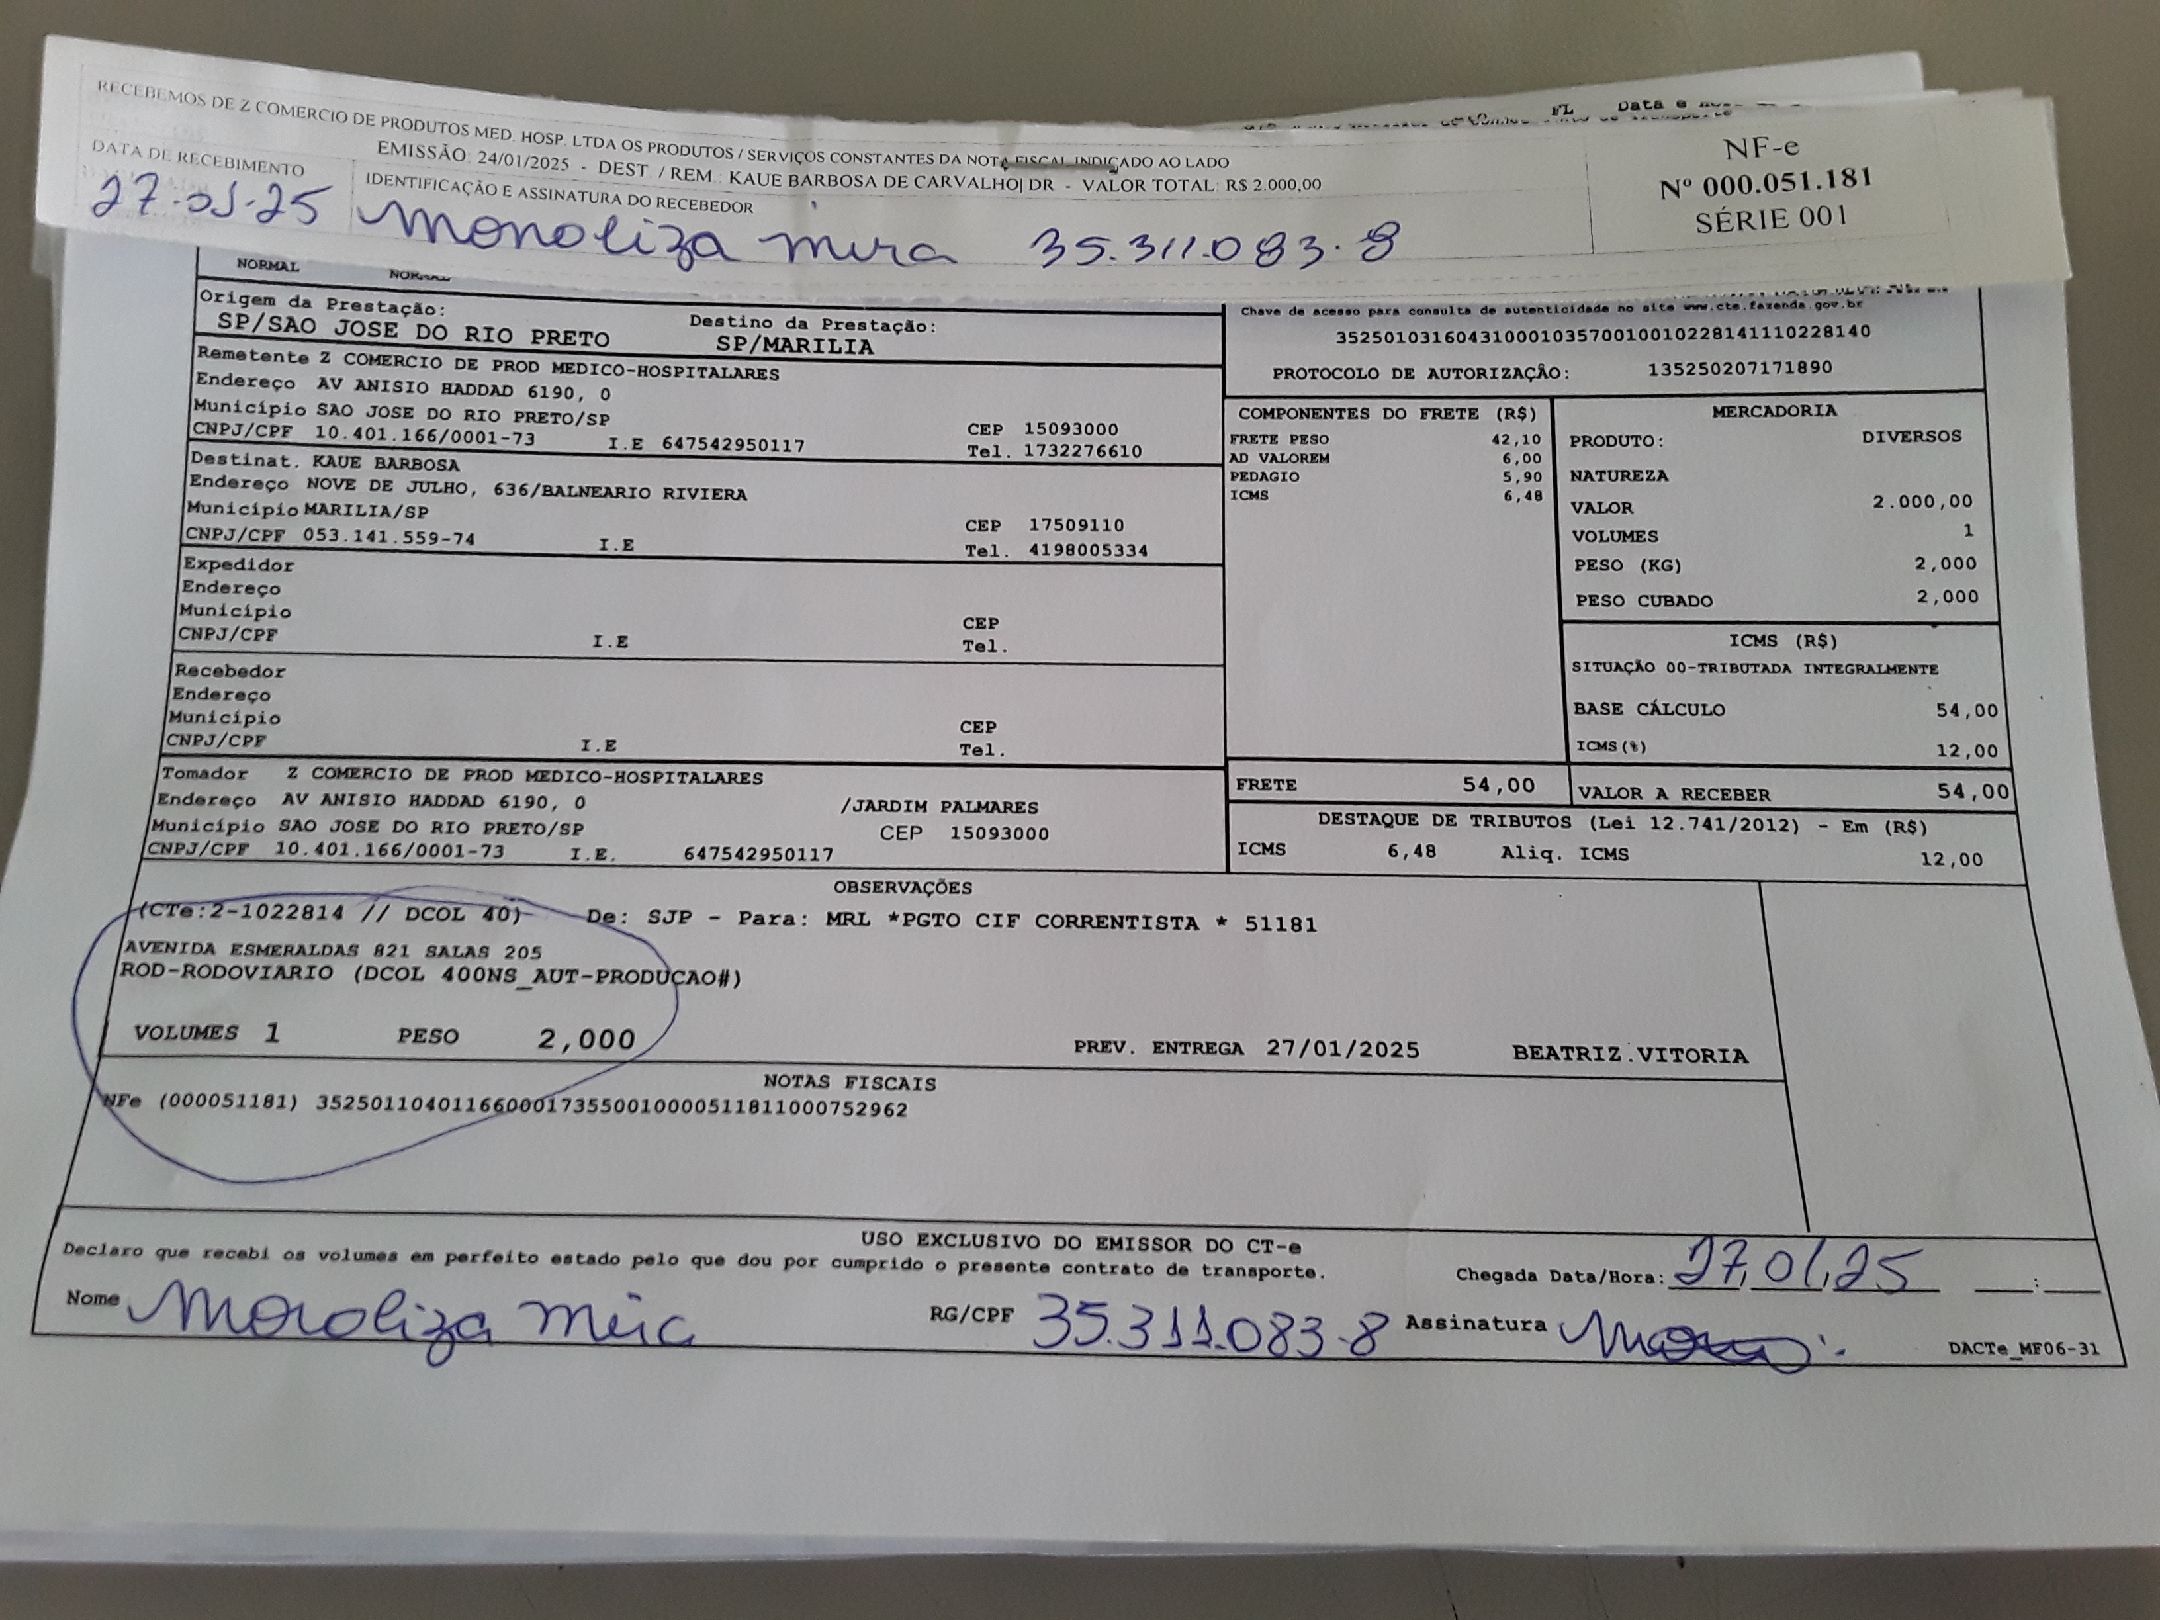 FL Data e
RECEBEMOS DE Z COMERCIO DE PRODUTOS MED. HOSP. LTDA OS PRODUTOS / SERVIÇOS CONSTANTES DA NOTA FISCAL INDICADO AO LADO
EMISSÃO: 24/01/2025 - DEST. / REM.: KAUE BARBOSA DE CARVALHO| DR - VALOR TOTAL: R$ 2.000,00
NF-e
Nº 000.051.181
SÉRIE 001
DATA DE RECEBIMENTO
27.01.25
IDENTIFICAÇÃO E ASSINATURA DO RECEBEDOR
Monoliza mira 35.311.083-8
NORMAL NORMAL
Origem da Prestação: Destino da Prestação:
SP/SAO JOSE DO RIO PRETO SP/MARILIA
Remetente Z COMERCIO DE PROD MEDICO-HOSPITALARES
Endereço AV ANISIO HADDAD 6190, 0
Município SAO JOSE DO RIO PRETO/SP CEP 15093000
CNPJ/CPF 10.401.166/0001-73 I.E 647542950117 Tel. 1732276610
Destinat. KAUE BARBOSA
Endereço NOVE DE JULHO, 636/BALNEARIO RIVIERA
Município MARILIA/SP CEP 17509110
CNPJ/CPF 053.141.559-74 I.E Tel. 4198005334
Expedidor
Endereço
Município CEP
CNPJ/CPF I.E Tel.
Recebedor
Endereço
Município CEP
CNPJ/CPF I.E Tel.
Tomador Z COMERCIO DE PROD MEDICO-HOSPITALARES
Endereço AV ANISIO HADDAD 6190, 0 /JARDIM PALMARES
Município SAO JOSE DO RIO PRETO/SP CEP 15093000
CNPJ/CPF 10.401.166/0001-73 I.E. 647542950117
Chave de acesso para consulta de autenticidade no site www.cte.fazenda.gov.br
35250103160431000103570010010228141110228140
PROTOCOLO DE AUTORIZAÇÃO: 135250207171890
COMPONENTES DO FRETE (R$)
FRETE PESO 42,10
AD VALOREM 6,00
PEDAGIO 5,90
ICMS 6,48
MERCADORIA
PRODUTO: DIVERSOS
NATUREZA
VALOR 2.000,00
VOLUMES 1
PESO (KG) 2,000
PESO CUBADO 2,000
ICMS (R$)
SITUAÇÃO 00-TRIBUTADA INTEGRALMENTE
BASE CÁLCULO 54,00
ICMS(%) 12,00
FRETE 54,00 VALOR A RECEBER 54,00
DESTAQUE DE TRIBUTOS (Lei 12.741/2012) - Em (R$)
ICMS 6,48 Aliq. ICMS 12,00
OBSERVAÇÕES
(CTe:2-1022814 // DCOL 40) De: SJP - Para: MRL *PGTO CIF CORRENTISTA * 51181
AVENIDA ESMERALDAS 821 SALAS 205
ROD-RODOVIARIO (DCOL 400NS_AUT-PRODUCAO#)
VOLUMES 1 PESO 2,000 PREV. ENTREGA 27/01/2025 BEATRIZ.VITORIA
NOTAS FISCAIS
NFe (000051181) 35250110401166000173550010000511811000752962
USO EXCLUSIVO DO EMISSOR DO CT-e
Declaro que recebi os volumes em perfeito estado pelo que dou por cumprido o presente contrato de transporte.
Chegada Data/Hora: 27,01,25 :
Nome Monoliza Mira RG/CPF 35.311.083-8 Assinatura
DACTe_MF06-31